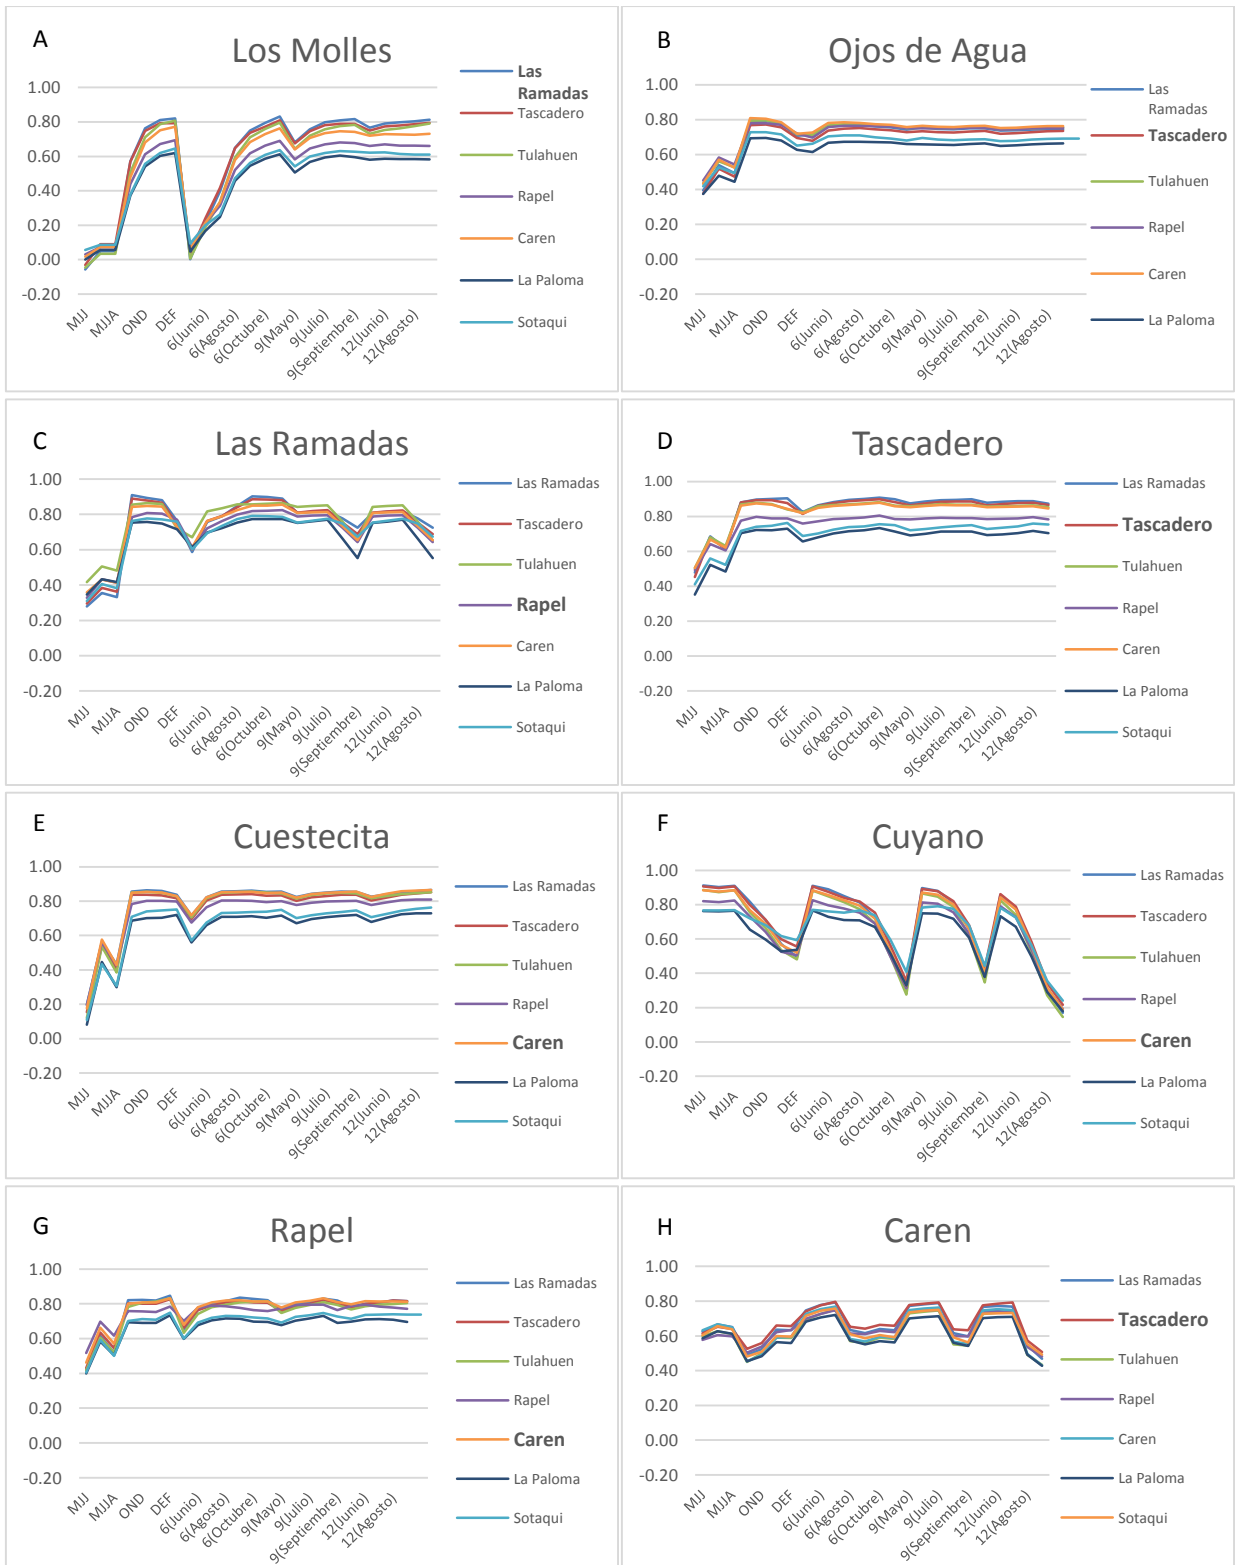 A
Los Molles
1.00
0.80
0.60
0.40
0.20
0.00
-0.20
MJJ
MJJA
OND
DEF
6(Junio)
6(Agosto)
6(Octubre)
9(Mayo)
9(Julio)
9(Septiembre)
12(Junio)
12(Agosto)
Las
Ramadas
Tascadero
Tulahuen
Rapel
Caren
La Paloma
Sotaqui
B
Ojos de Agua
1.00
0.80
0.60
0.40
0.20
0.00
-0.20
MJJ
MJJA
OND
DEF
6(Junio)
6(Agosto)
6(Octubre)
9(Mayo)
9(Julio)
9(Septiembre)
12(Junio)
12(Agosto)
Las
Ramadas
Tascadero
Tulahuen
Rapel
Caren
La Paloma
C
Las Ramadas
1.00
0.80
0.60
0.40
0.20
0.00
-0.20
MJJ
MJJA
OND
DEF
6(Junio)
6(Agosto)
6(Octubre)
9(Mayo)
9(Julio)
9(Septiembre)
12(Junio)
12(Agosto)
Las Ramadas
Tascadero
Tulahuen
Rapel
Caren
La Paloma
Sotaqui
D
Tascadero
1.00
0.80
0.60
0.40
0.20
0.00
-0.20
MJJ
MJJA
OND
DEF
6(Junio)
6(Agosto)
6(Octubre)
9(Mayo)
9(Julio)
9(Septiembre)
12(Junio)
12(Agosto)
Las Ramadas
Tascadero
Tulahuen
Rapel
Caren
La Paloma
Sotaqui
E
Cuestecita
1.00
0.80
0.60
0.40
0.20
0.00
-0.20
MJJ
MJJA
OND
DEF
6(Junio)
6(Agosto)
6(Octubre)
9(Mayo)
9(Julio)
9(Septiembre)
12(Junio)
12(Agosto)
Las Ramadas
Tascadero
Tulahuen
Rapel
Caren
La Paloma
Sotaqui
F
Cuyano
1.00
0.80
0.60
0.40
0.20
0.00
-0.20
MJJ
MJJA
OND
DEF
6(Junio)
6(Agosto)
6(Octubre)
9(Mayo)
9(Julio)
9(Septiembre)
12(Junio)
12(Agosto)
Las Ramadas
Tascadero
Tulahuen
Rapel
Caren
La Paloma
Sotaqui
G
Rapel
1.00
0.80
0.60
0.40
0.20
0.00
-0.20
MJJ
MJJA
OND
DEF
6(Junio)
6(Agosto)
6(Octubre)
9(Mayo)
9(Julio)
9(Septiembre)
12(Junio)
12(Agosto)
Las Ramadas
Tascadero
Tulahuen
Rapel
Caren
La Paloma
Sotaqui
H
Caren
1.00
0.80
0.60
0.40
0.20
0.00
-0.20
MJJ
MJJA
OND
DEF
6(Junio)
6(Agosto)
6(Octubre)
9(Mayo)
9(Julio)
9(Septiembre)
12(Junio)
12(Agosto)
Las Ramadas
Tascadero
Tulahuen
Rapel
Caren
La Paloma
Sotaqui